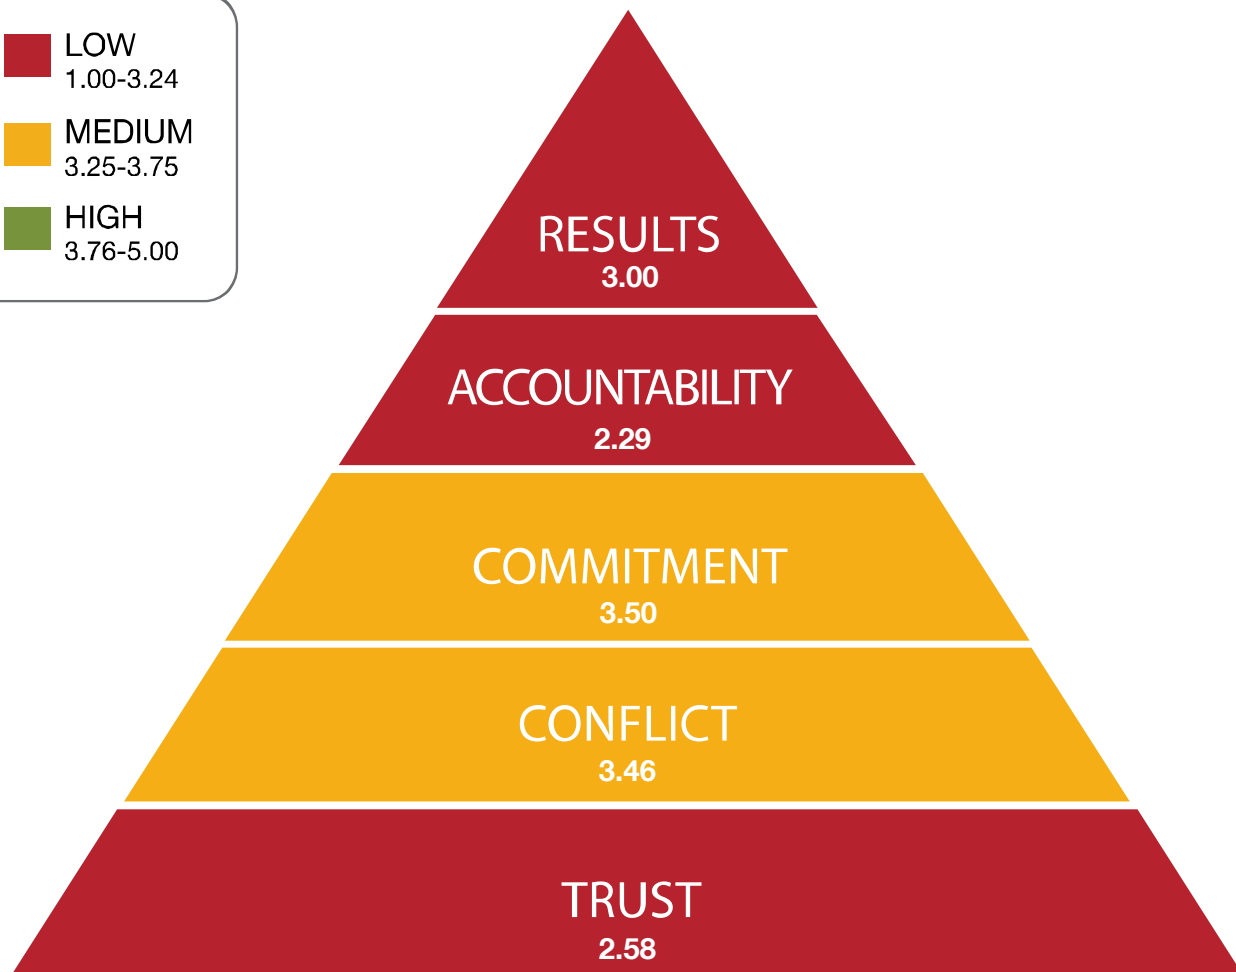 LOW
1.00-3.24
MEDIUM
3.25-3.75
HIGH
3.76-5.00
RESULTS
3.00
ACCOUNTABILITY
2.29
COMMITMENT
3.50
CONFLICT
3.46
TRUST
2.58